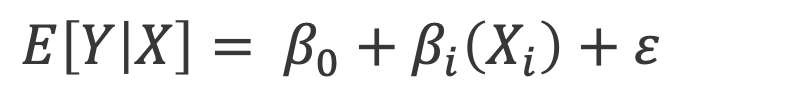 E[Y|X] = β₀ + βᵢ(Xᵢ) + ε